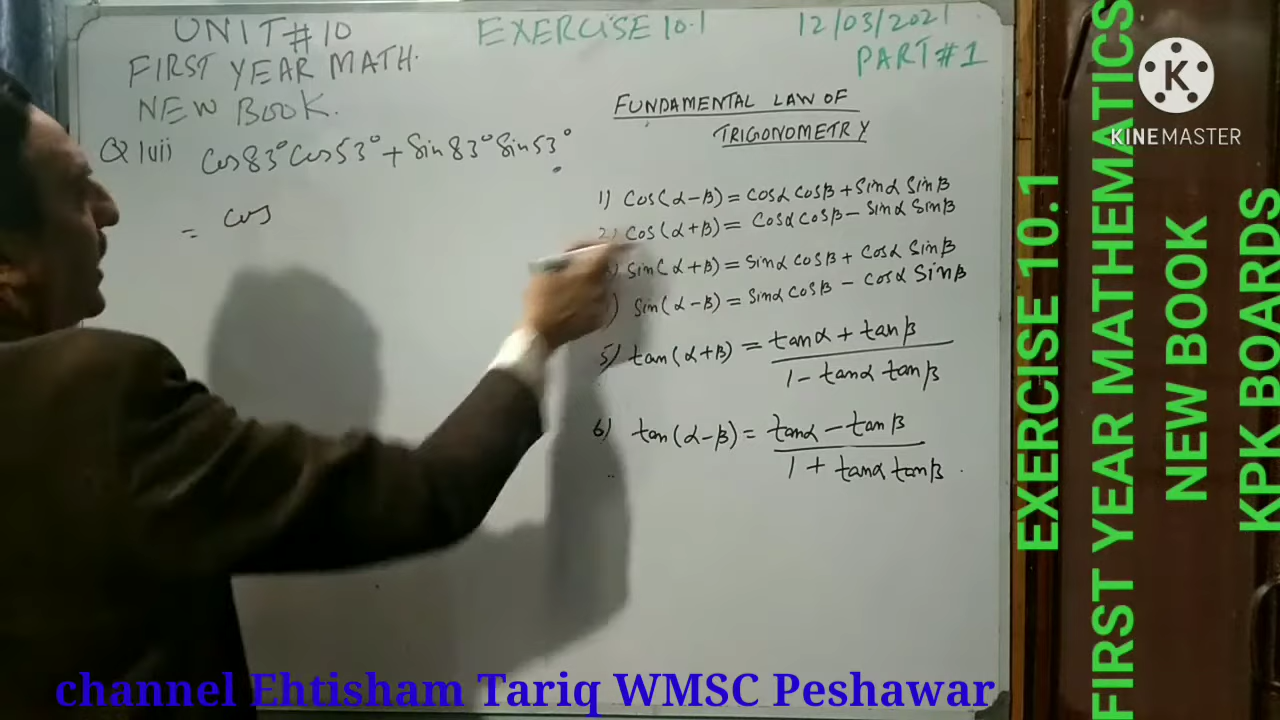 UNIT#10
FIRST YEAR MATH.
NEW BOOK.
EXERCISE 10.1
12/03/2021
PART#1
Q1(vii) Cos83°Cos53°+Sin83°Sin53°
= Cos
FUNDAMENTAL LAW OF
TRIGONOMETRY
1) Cos(α-β)=Cosα Cosβ+Sinα Sinβ
2) Cos(α+β)= Cosα Cosβ - Sinα Sinβ
Sin(α+β)=Sinα Cosβ + Cosα Sinβ
) Sin(α-β)= Sinα Cosβ - Cosα Sinβ
5) tan(α+β) = tanα + tanβ
1 - tanα tanβ
6) tan(α-β)= tanα - tanβ
1 + tanα tanβ.
KINEMASTER
EXERCISE 10.1
FIRST YEAR MATHEMATICS
NEW BOOK
KPK BOARDS
channel Ehtisham Tariq WMSC Peshawar